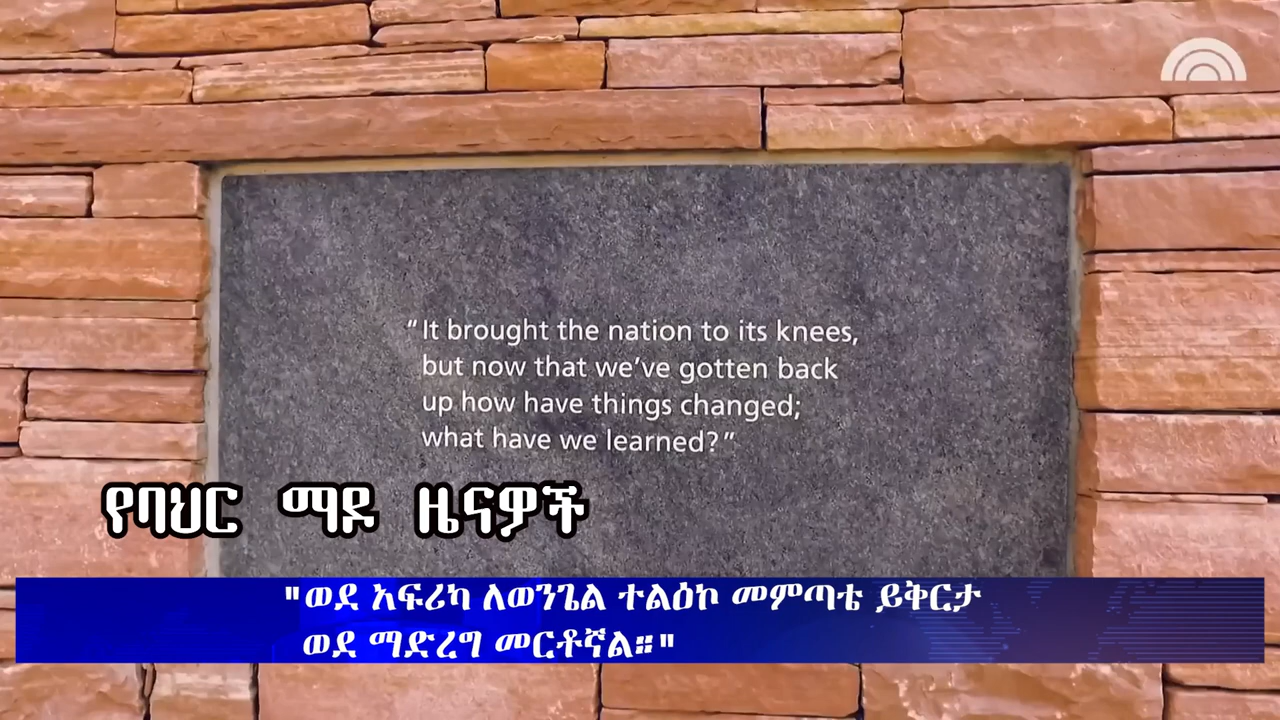 “It brought the nation to its knees,
but now that we’ve gotten back
up how have things changed;
what have we learned?”
የባህር ማዶ ዜናዎች
"ወደ አፍሪካ ለወንጌል ተልዕኮ መምጣቴ ይቅርታ
ወደ ማድረግ መርቶኛል።"